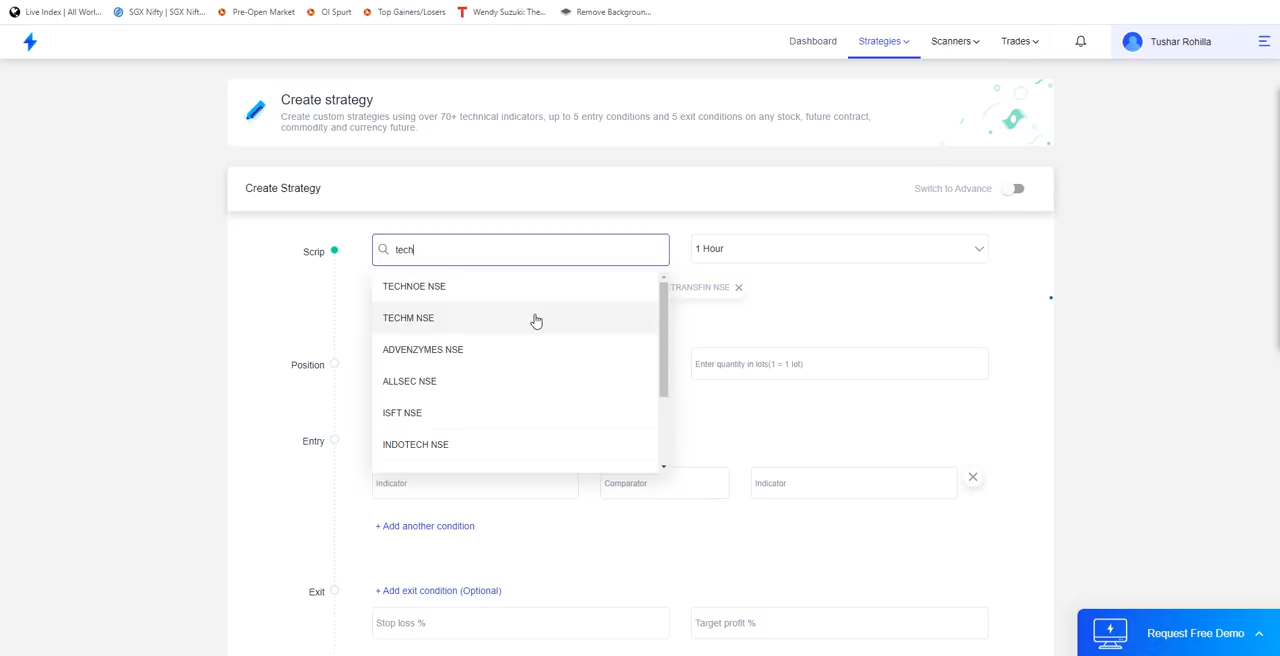 Live Index | All Worl...
SGX Nifty | SGX Nift...
Pre-Open Market
OI Spurt
Top Gainers/Losers
Wendy Suzuki: The...
Remove Backgroun...
Dashboard
Strategies
Scanners
Trades
Tushar Rohilla
Create strategy
Create custom strategies using over 70+ technical indicators, up to 5 entry conditions and 5 exit conditions on any stock, future contract,
commodity and currency future.
Create Strategy
Switch to Advance
Scrip
tech
1 Hour
TECHNOE NSE
TRANSFIN NSE
TECHM NSE
ADVENZYMES NSE
Position
Enter quantity in lots(1 = 1 lot)
ALLSEC NSE
ISFT NSE
Entry
INDOTECH NSE
Indicator
Comparator
Indicator
+ Add another condition
Exit
+ Add exit condition (Optional)
Stop loss %
Target profit %
Request Free Demo